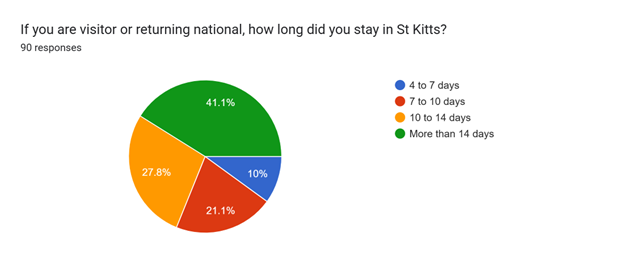 If you are visitor or returning national, how long did you stay in St Kitts?
90 responses
4 to 7 days
7 to 10 days
10 to 14 days
More than 14 days
41.1%
27.8%
10%
21.1%